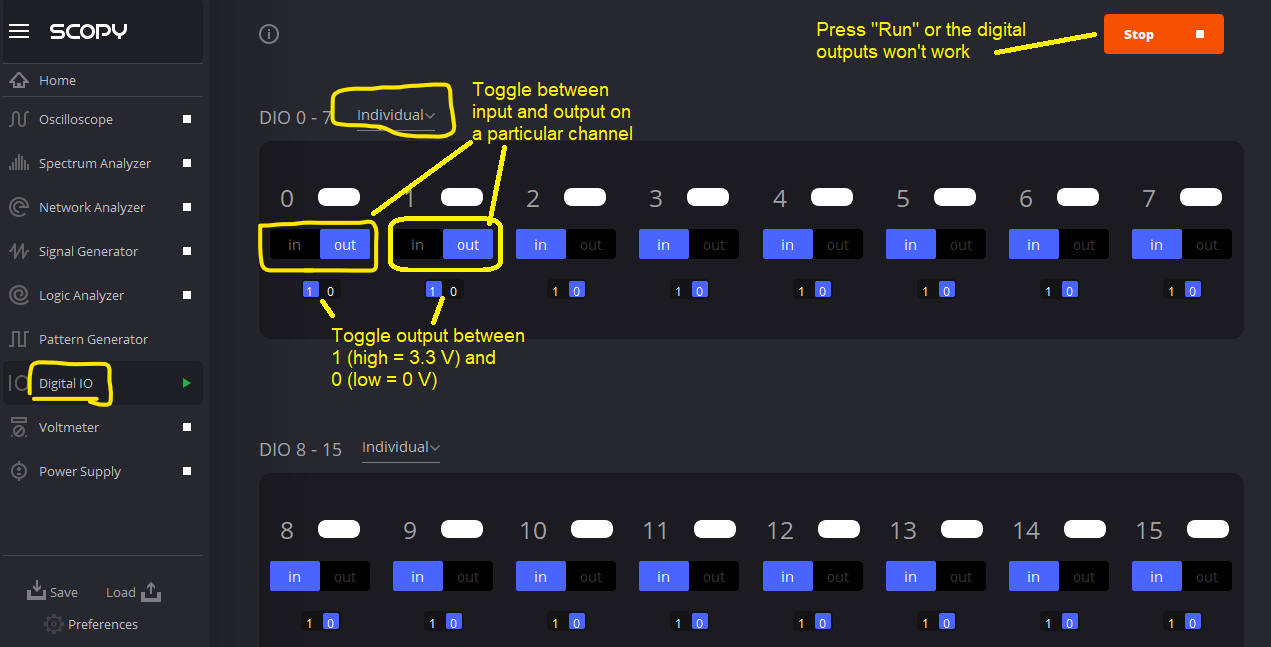 SCOPY
Home
Oscilloscope
Spectrum Analyzer
Network Analyzer
Signal Generator
Logic Analyzer
Pattern Generator
Digital IO
Voltmeter
Power Supply
Save Load
Preferences
i
Press "Run" or the digital
outputs won't work
Stop
Toggle between
input and output on
a particular channel
DIO 0 - 7 Individual
0 1 2 3 4 5 6 7
in out in out in out in out in out in out in out in out
1 0 1 0 1 0 1 0 1 0 1 0 1 0 1 0
Toggle output between
1 (high = 3.3 V) and
0 (low = 0 V)
DIO 8 - 15 Individual
8 9 10 11 12 13 14 15
in out in out in out in out in out in out in out in out
1 0 1 0 1 0 1 0 1 0 1 0 1 0 1 0